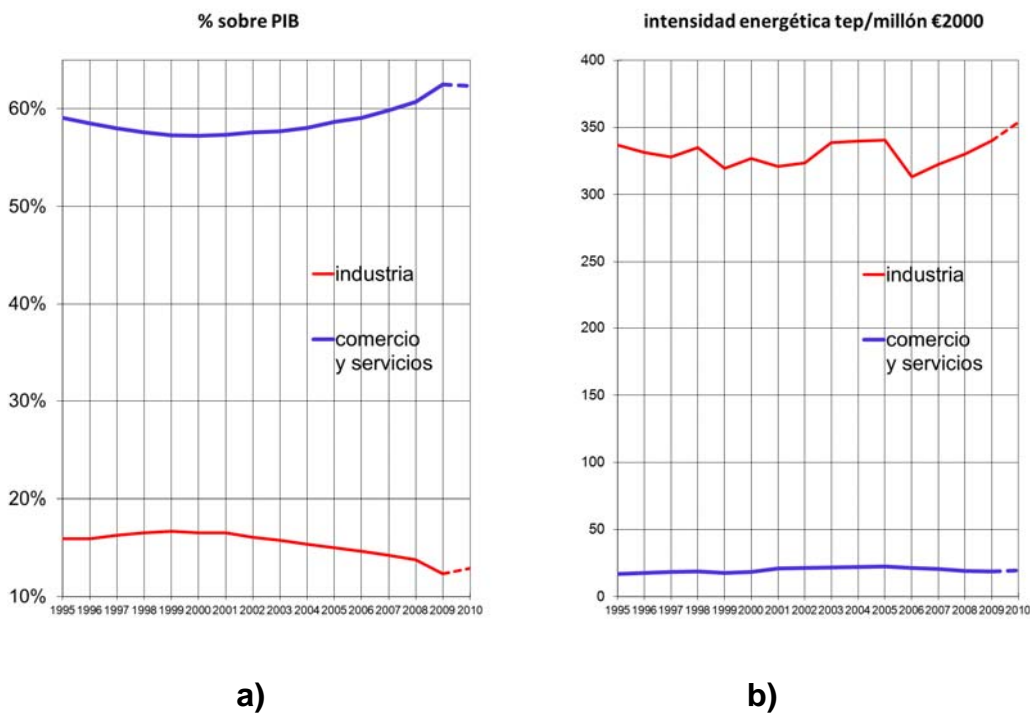 % sobre PIB
60%
50%
40%
30%
20%
10%
industria
comercio
y servicios
1995 1996 1997 1998 1999 2000 2001 2002 2003 2004 2005 2006 2007 2008 2009 2010
a)
intensidad energética tep/millón €2000
400
350
300
250
200
150
100
50
0
industria
comercio
y servicios
1995 1996 1997 1998 1999 2000 2001 2002 2003 2004 2005 2006 2007 2008 2009 2010
b)